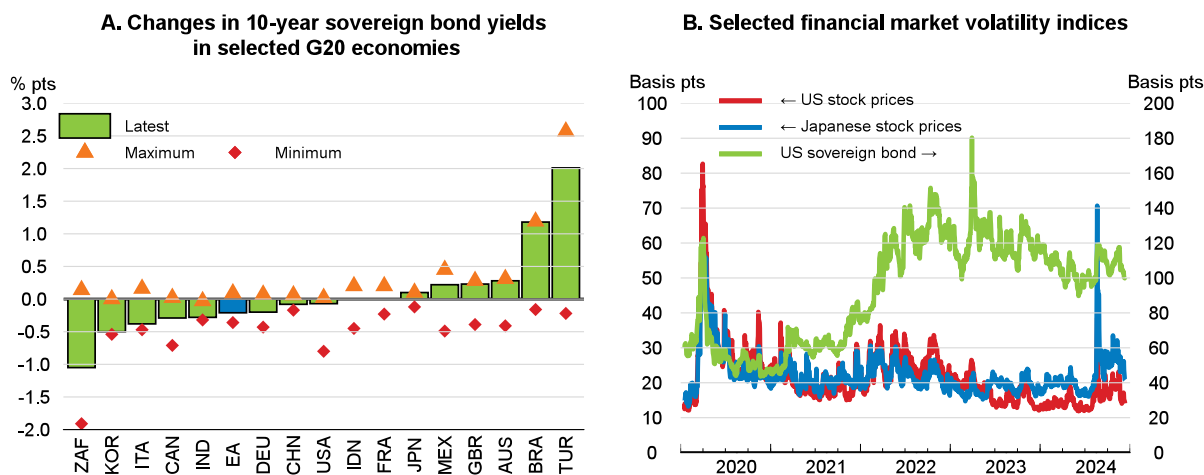 A. Changes in 10-year sovereign bond yields
in selected G20 economies
% pts
3.0
2.5
2.0
1.5
1.0
0.5
0.0
-0.5
-1.0
-1.5
-2.0
Latest
Maximum
Minimum
ZAF
KOR
ITA
CAN
IND
EA
DEU
CHN
USA
IDN
FRA
JPN
MEX
GBR
AUS
BRA
TUR
B. Selected financial market volatility indices
Basis pts
Basis pts
100
90
80
70
60
50
40
30
20
10
0
← US stock prices
← Japanese stock prices
US sovereign bond →
200
180
160
140
120
100
80
60
40
20
0
2020
2021
2022
2023
2024